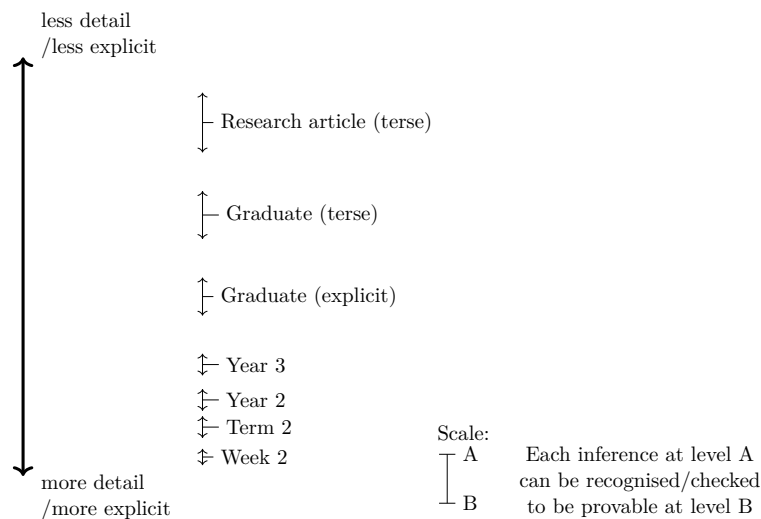 less detail
/less explicit
Research article (terse)
Graduate (terse)
Graduate (explicit)
Year 3
Year 2
Term 2
Week 2
more detail
/more explicit
Scale:
A
B
Each inference at level A
can be recognised/checked
to be provable at level B